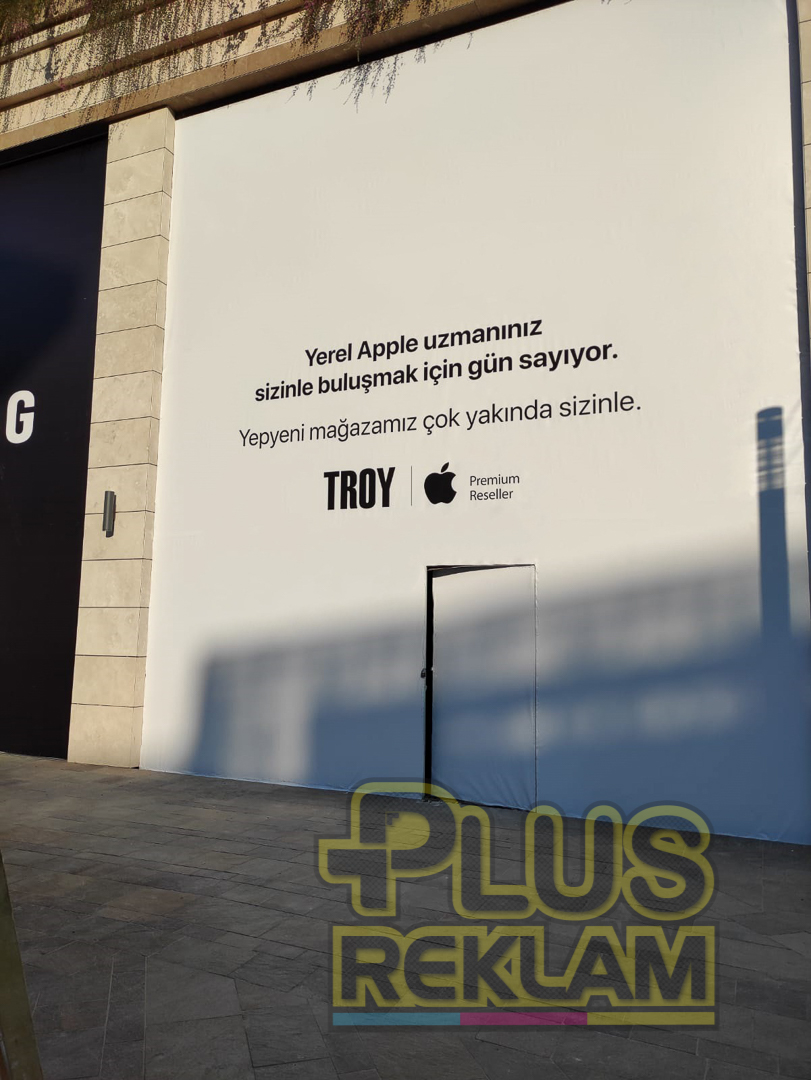 Yerel Apple uzmanınız
sizinle buluşmak için gün sayıyor.
Yepyeni mağazamız çok yakında sizinle.
TROY
Premium
Reseller
G
PLUS
REKLAM